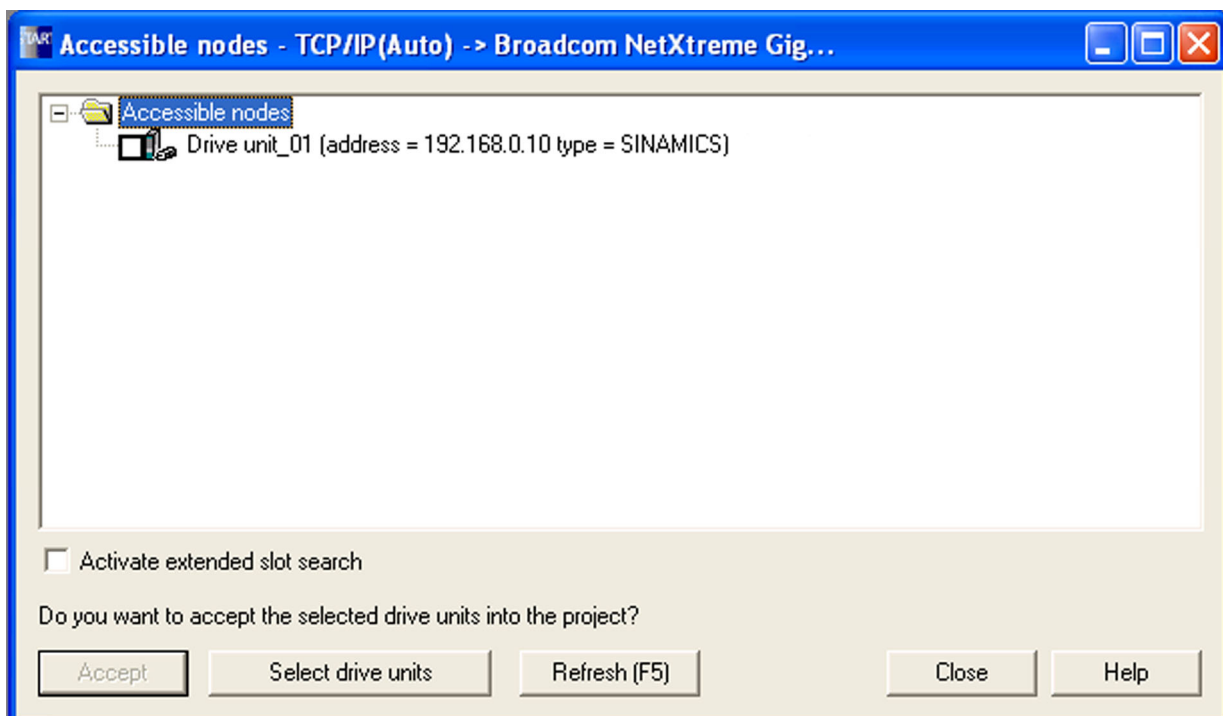 Accessible nodes - TCP/IP(Auto) -> Broadcom NetXtreme Gig...
Accessible nodes
Drive unit_01 (address = 192.168.0.10 type = SINAMICS)
Activate extended slot search
Do you want to accept the selected drive units into the project?
Accept Select drive units Refresh (F5) Close Help